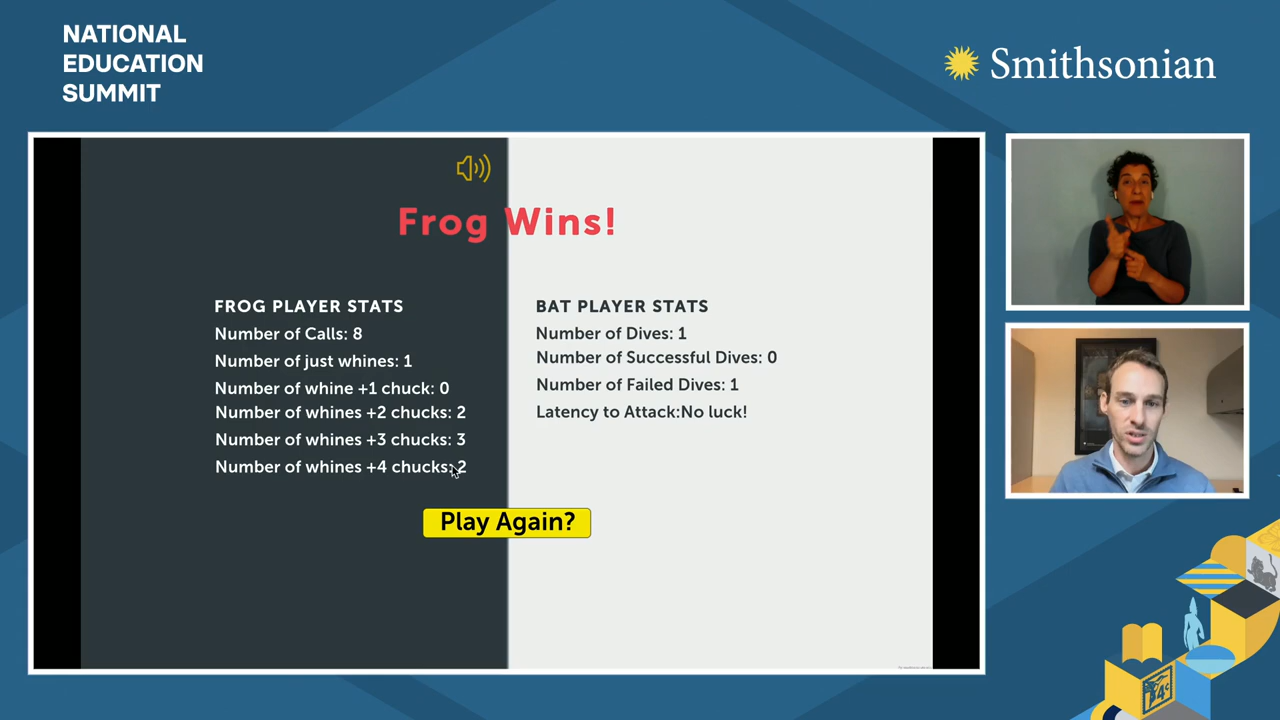 NATIONAL
EDUCATION
SUMMIT
Smithsonian
Frog Wins!
FROG PLAYER STATS
Number of Calls: 8
Number of just whines: 1
Number of whine +1 chuck: 0
Number of whines +2 chucks: 2
Number of whines +3 chucks: 3
Number of whines +4 chucks: 2
BAT PLAYER STATS
Number of Dives: 1
Number of Successful Dives: 0
Number of Failed Dives: 1
Latency to Attack:No luck!
Play Again?